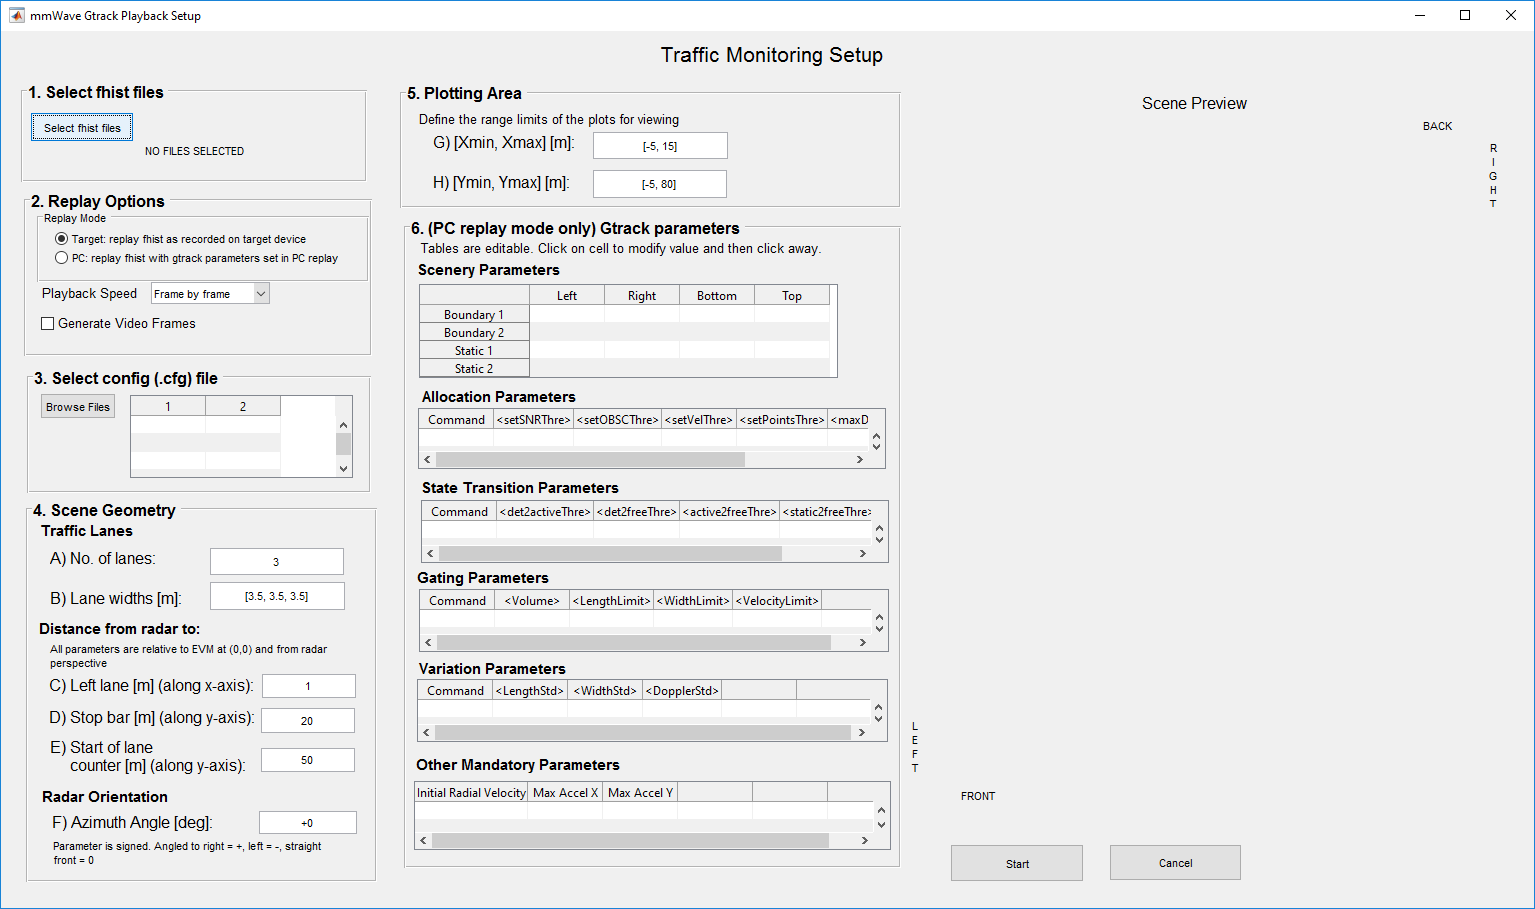 mmWave Gtrack Playback Setup
Traffic Monitoring Setup
1. Select fhist files
Select fhist files
NO FILES SELECTED
2. Replay Options
Replay Mode
Target: replay fhist as recorded on target device
PC: replay fhist with gtrack parameters set in PC replay
Playback Speed
Frame by frame
Generate Video Frames
3. Select config (.cfg) file
Browse Files
1 2
4. Scene Geometry
Traffic Lanes
A) No. of lanes: 3
B) Lane widths [m]: [3.5, 3.5, 3.5]
Distance from radar to:
All parameters are relative to EVM at (0,0) and from radar
perspective
C) Left lane [m] (along x-axis): 1
D) Stop bar [m] (along y-axis): 20
E) Start of lane
counter [m] (along y-axis): 50
Radar Orientation
F) Azimuth Angle [deg]: +0
Parameter is signed. Angled to right = +, left = -, straight
front = 0
5. Plotting Area
Define the range limits of the plots for viewing
G) [Xmin, Xmax] [m]: [-5, 15]
H) [Ymin, Ymax] [m]: [-5, 80]
6. (PC replay mode only) Gtrack parameters
Tables are editable. Click on cell to modify value and then click away.
Scenery Parameters
Left Right Bottom Top
Boundary 1
Boundary 2
Static 1
Static 2
Allocation Parameters
Command <setSNRThre> <setOBSCThre> <setVelThre> <setPointsThre> <maxD
State Transition Parameters
Command <det2activeThre> <det2freeThre> <active2freeThre> <static2freeThre>
Gating Parameters
Command <Volume> <LengthLimit> <WidthLimit> <VelocityLimit>
Variation Parameters
Command <LengthStd> <WidthStd> <DopplerStd>
Other Mandatory Parameters
Initial Radial Velocity Max Accel X Max Accel Y
Scene Preview
BACK
RIGHT
LEFT
FRONT
Start
Cancel